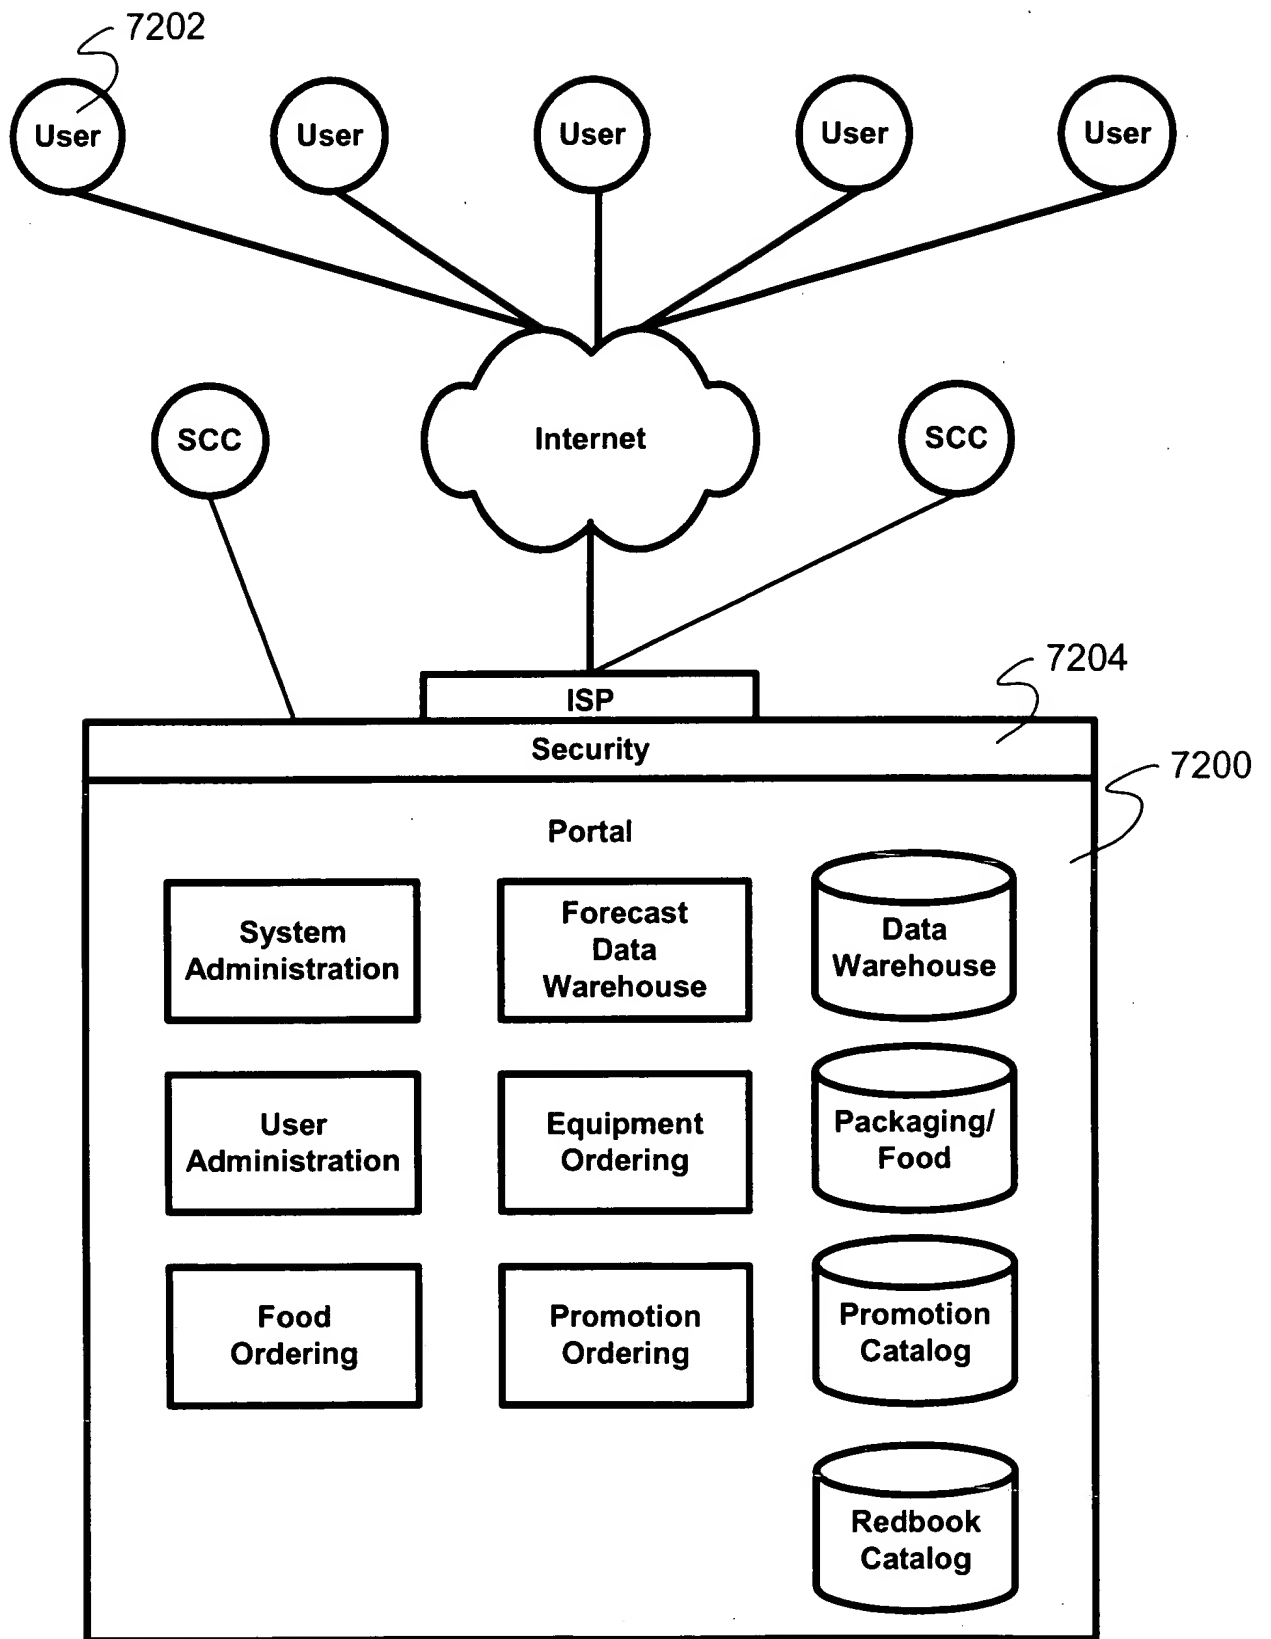 7202
User
User
User
User
User
SCC
Internet
SCC
7204
ISP
Security
7200
Portal
System
Administration
Forecast
Data
Warehouse
Data
Warehouse
User
Administration
Equipment
Ordering
Packaging/
Food
Food
Ordering
Promotion
Ordering
Promotion
Catalog
Redbook
Catalog